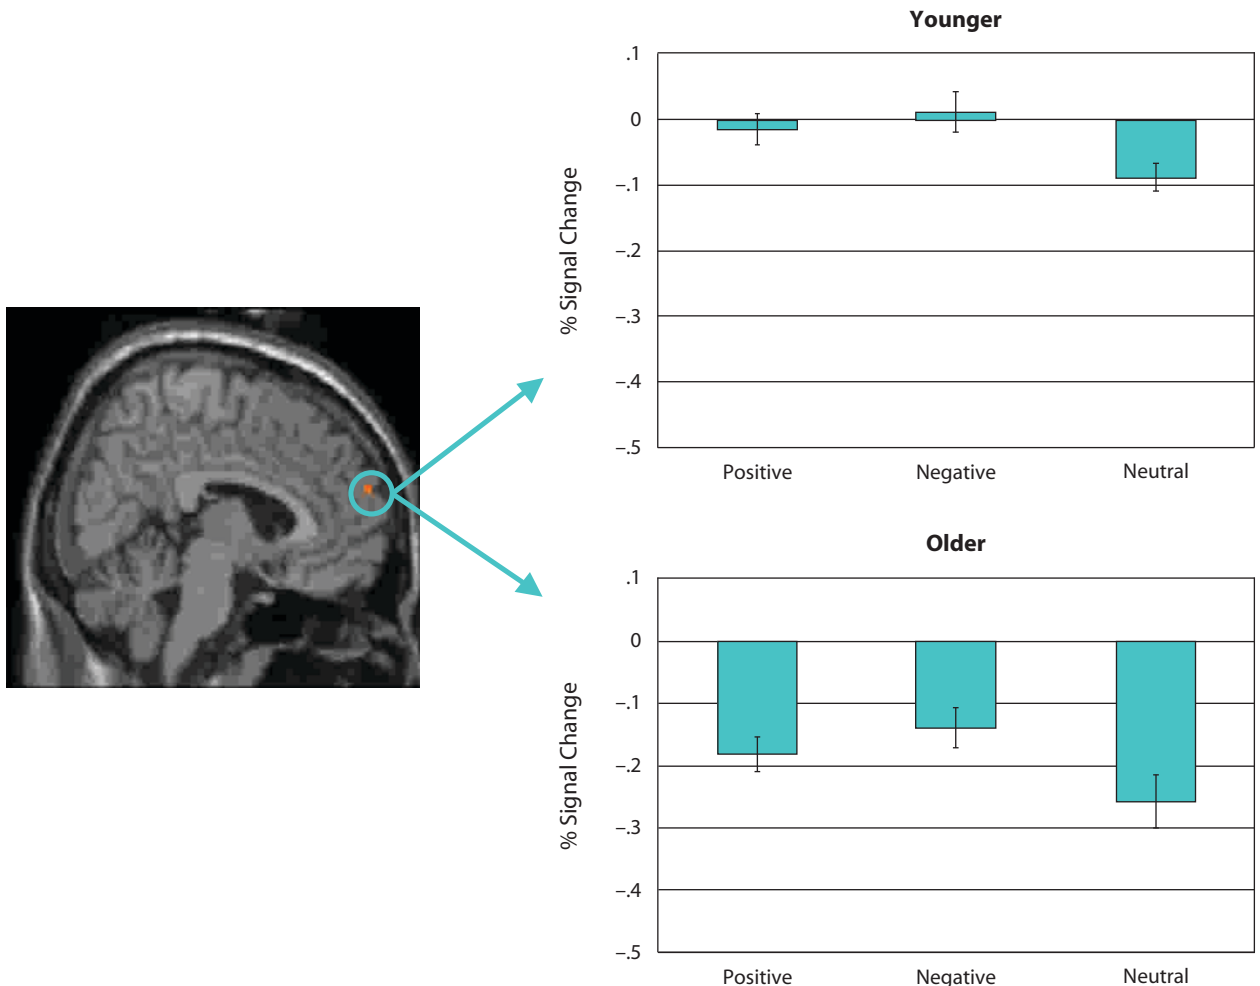 Younger
% Signal Change
.1
0
–.1
–.2
–.3
–.4
–.5
Positive Negative Neutral
Older
% Signal Change
.1
0
–.1
–.2
–.3
–.4
–.5
Positive Negative Neutral